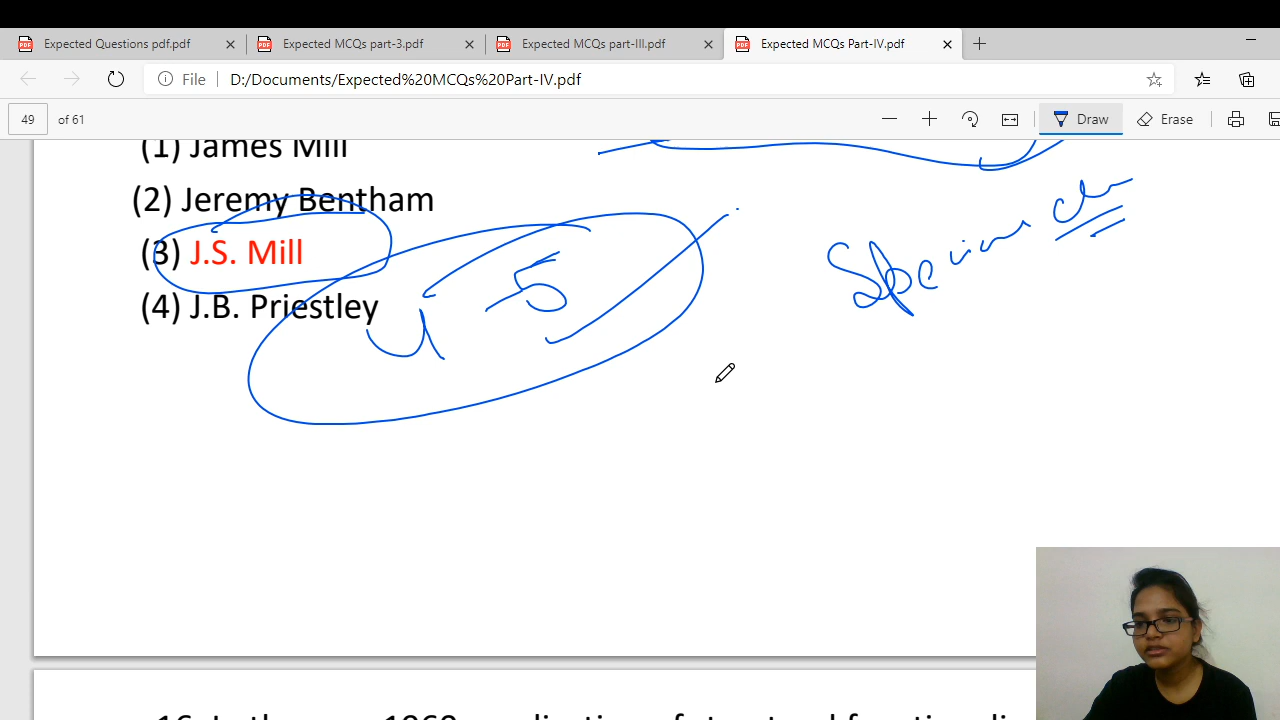 Expected Questions pdf.pdf Expected MCQs part-3.pdf Expected MCQs part-III.pdf Expected MCQs Part-IV.pdf
File D:/Documents/Expected%20MCQs%20Part-IV.pdf
49 of 61 Draw Erase
(1) James Mill
(2) Jeremy Bentham
(3) J.S. Mill
(4) J.B. Priestley
5